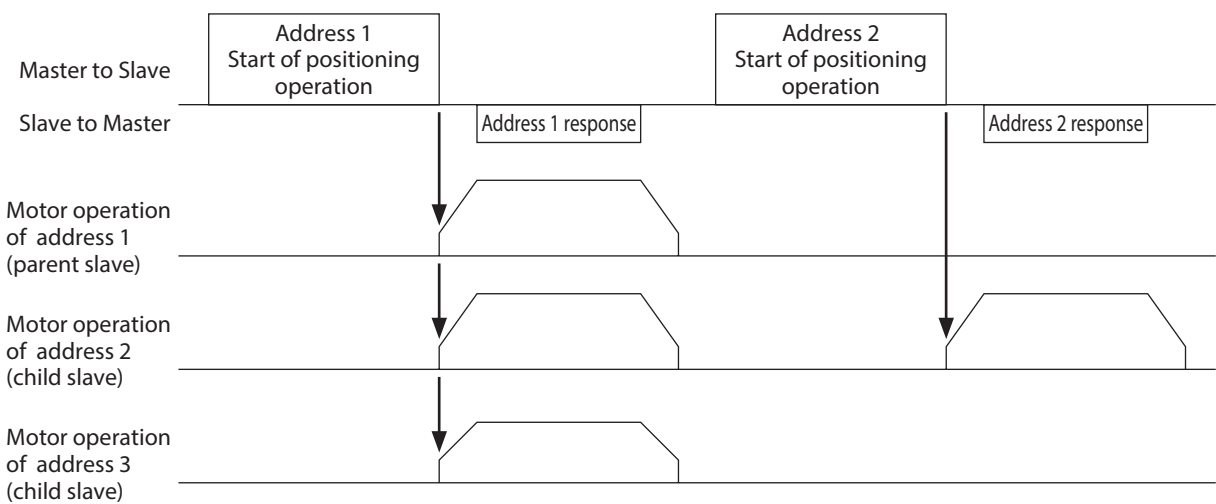 Address 1
Start of positioning
operation
Address 2
Start of positioning
operation
Master to Slave
Slave to Master
Address 1 response
Address 2 response
Motor operation
of address 1
(parent slave)
Motor operation
of address 2
(child slave)
Motor operation
of address 3
(child slave)